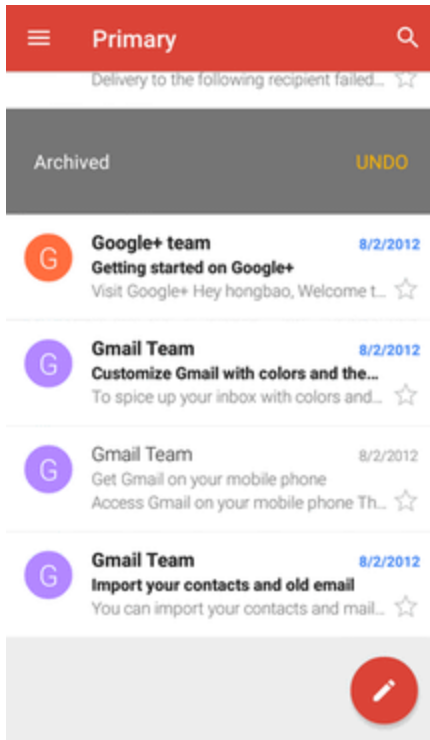 Primary
Delivery to the following recipient failed...
Archived UNDO
G
Google+ team 8/2/2012
Getting started on Google+
Visit Google+ Hey hongbao, Welcome t...
G
Gmail Team 8/2/2012
Customize Gmail with colors and the...
To spice up your inbox with colors and...
G
Gmail Team 8/2/2012
Get Gmail on your mobile phone
Access Gmail on your mobile phone Th...
G
Gmail Team 8/2/2012
Import your contacts and old email
You can import your contacts and mail...